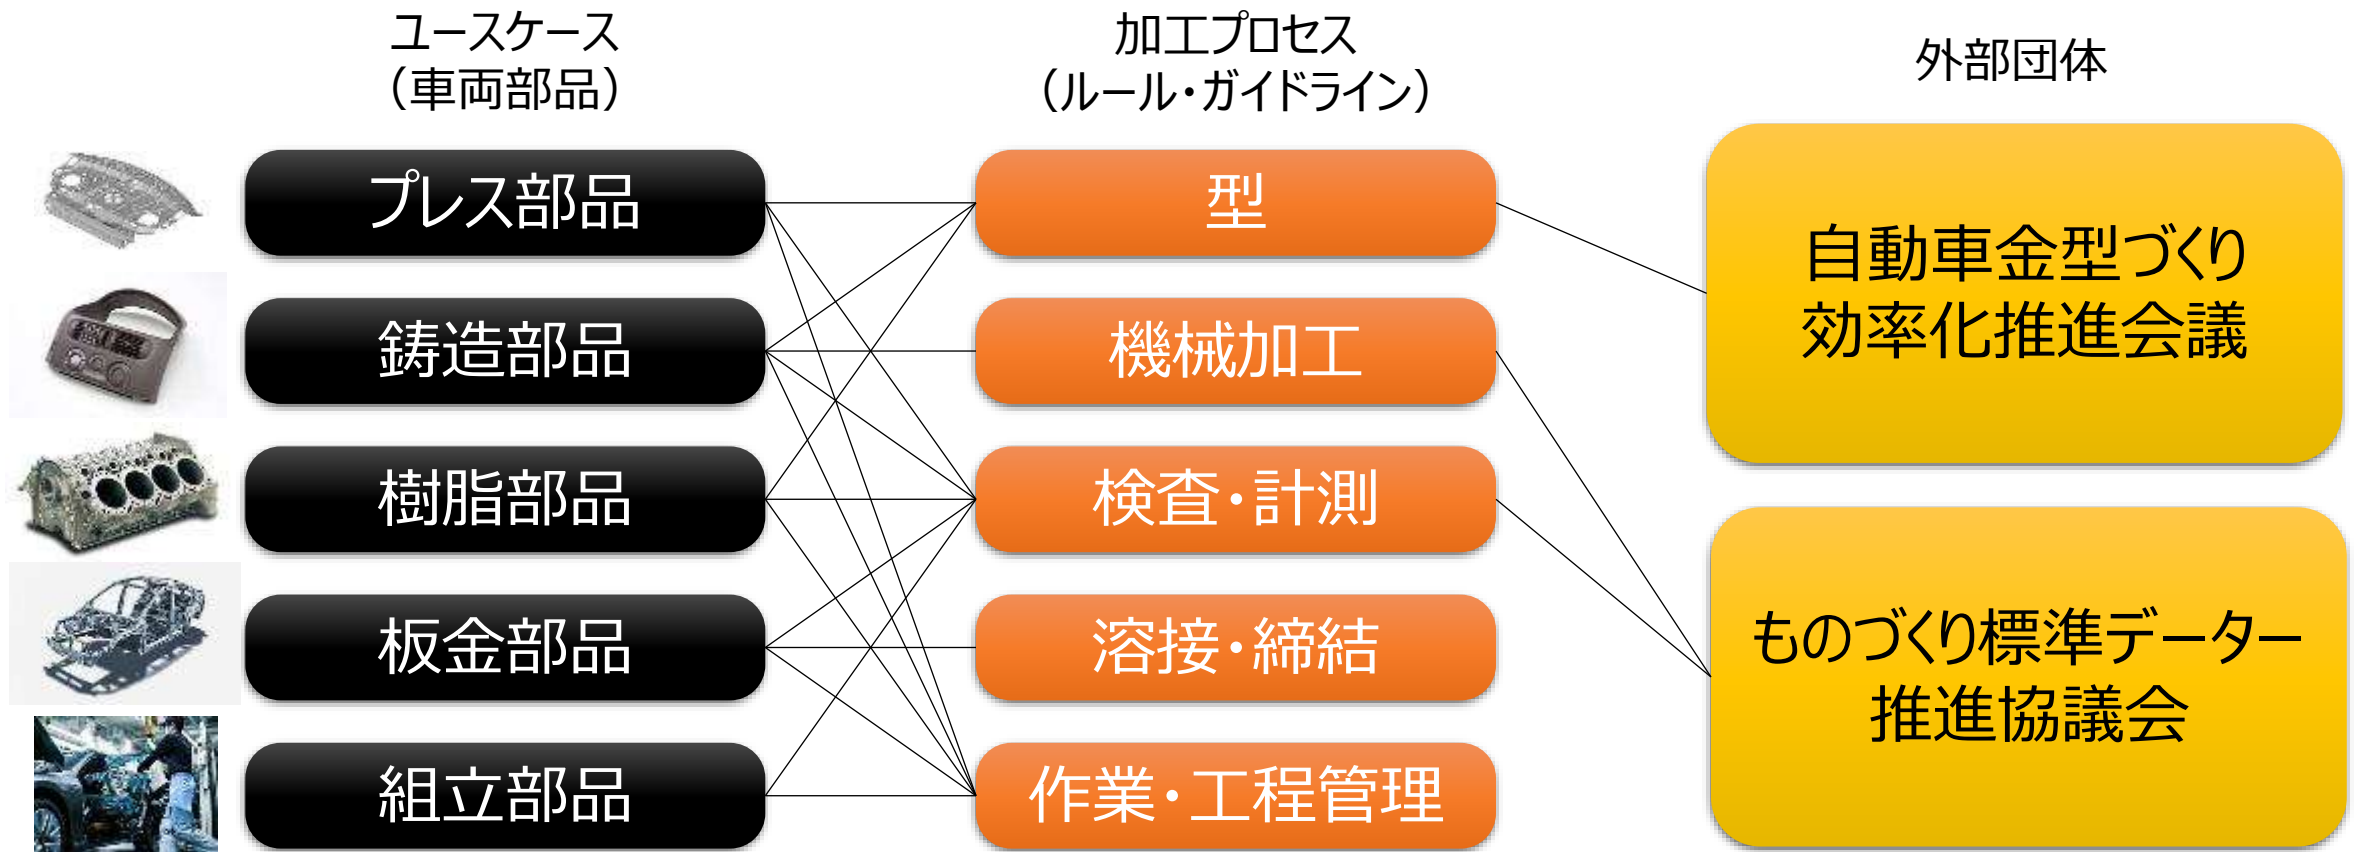 ユースケース
（車両部品）
加工プロセス
（ルール・ガイドライン）
外部団体
プレス部品
鋳造部品
樹脂部品
板金部品
組立部品
型
機械加工
検査・計測
溶接・締結
作業・工程管理
自動車金型づくり
効率化推進会議
ものづくり標準データー
推進協議会